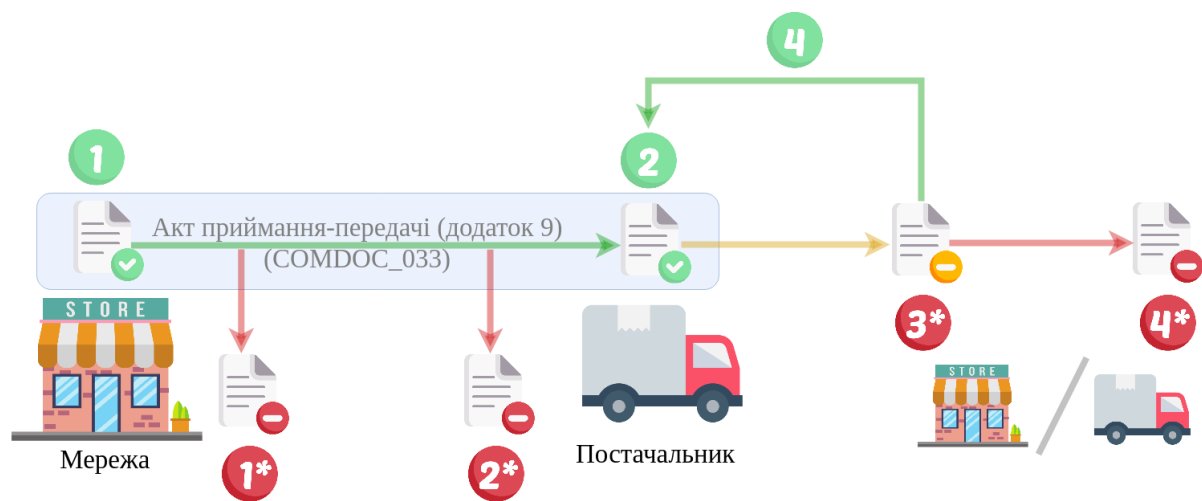 4
1
2
Акт приймання-передачі (додаток 9)
(COMDOC_033)
STORE
3*
4*
STORE
Мережа
Постачальник
1*
2*